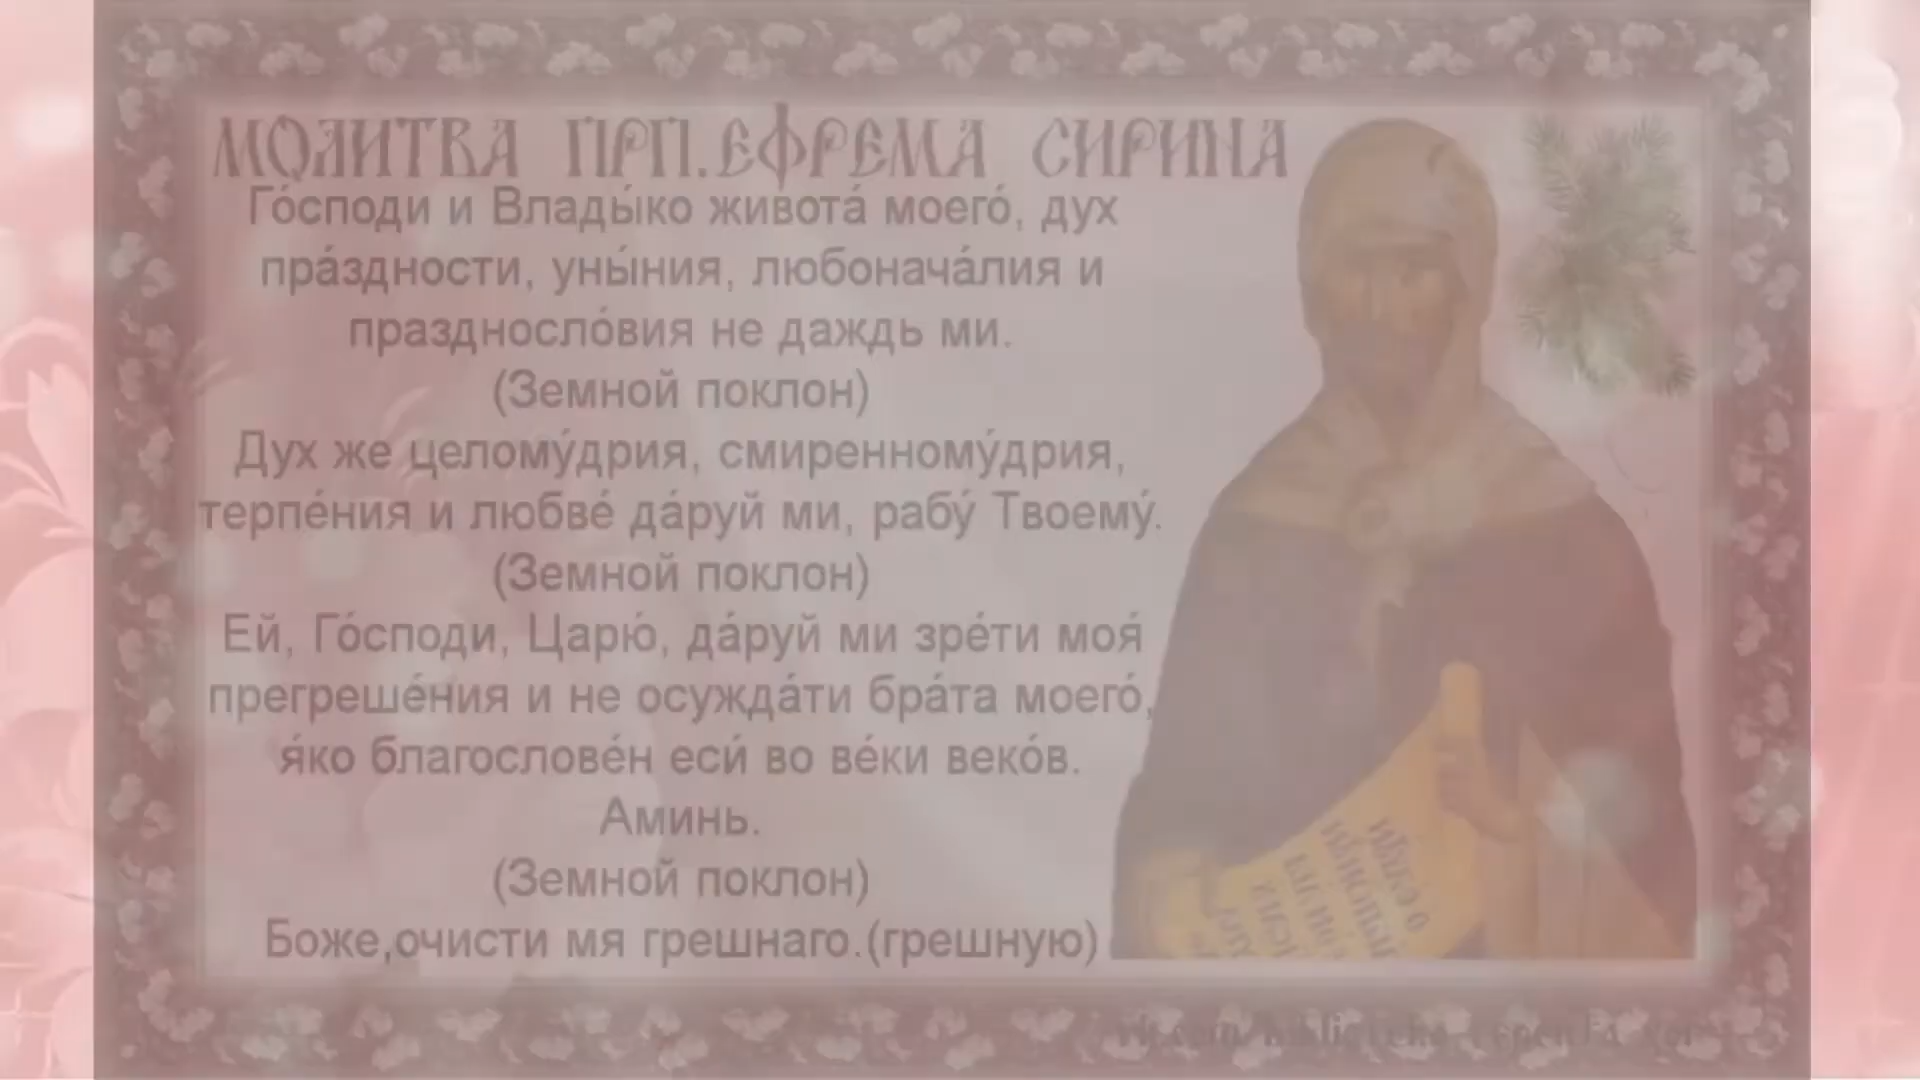 МОЛИТВА ПРП.ЕФРЕМА СИРИНА
Го́споди и Влады́ко живота́ моего́, дух
пра́здности, уны́ния, любонача́лия и
празднosло́вия не даждь ми.
(Земной поклон)
Дух же целому́дрия, смиренному́дрия,
терпе́ния и любве́ да́руй ми, рабу́ Твоему́.
(Земной поклон)
Ей, Го́споди, Царю́, да́руй ми зре́ти моя́
прегреше́ния и не осужда́ти бра́та моего́,
я́ко благослове́н еси́ во ве́ки веко́в.
Аминь.
(Земной поклон)
Боже,очисти мя грешнаго.(грешную)